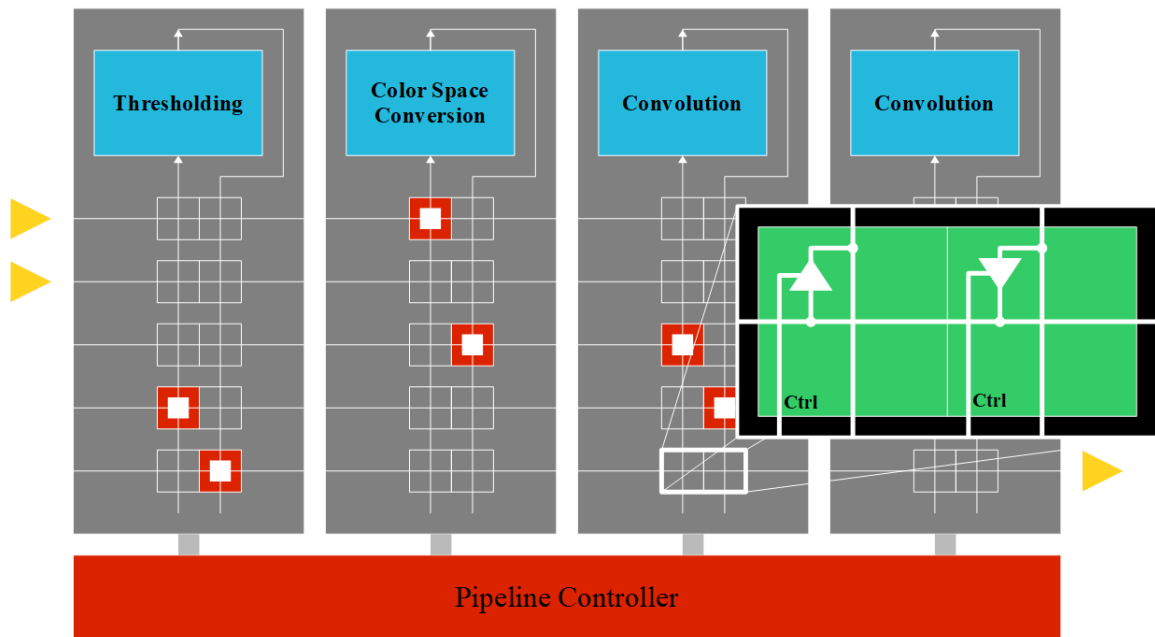 Thresholding
Color Space
Conversion
Convolution
Convolution
Ctrl
Ctrl
Pipeline Controller